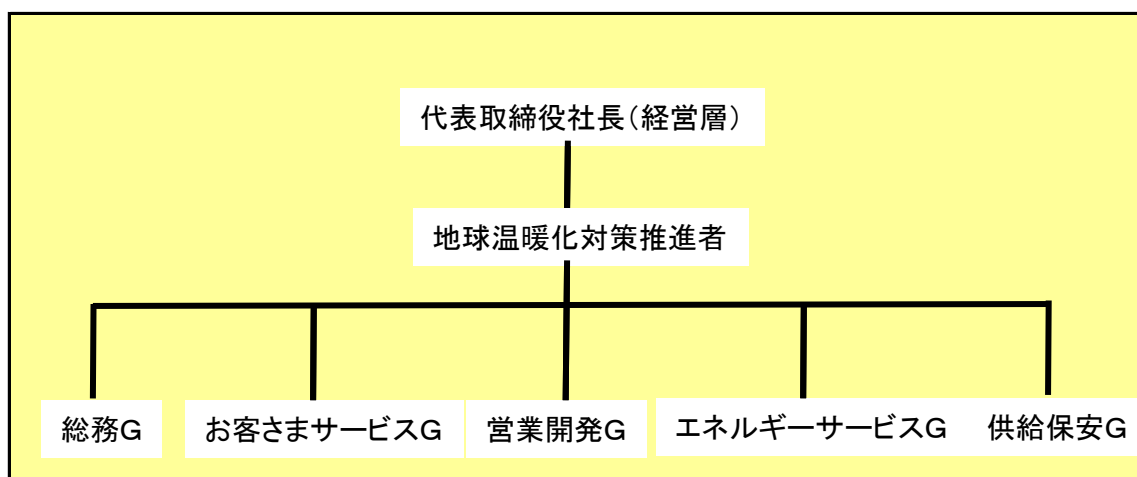 代表取締役社長（経営層）
地球温暖化対策推進者
総務G
お客さまサービスG
営業開発G
エネルギーサービスG
供給保安G